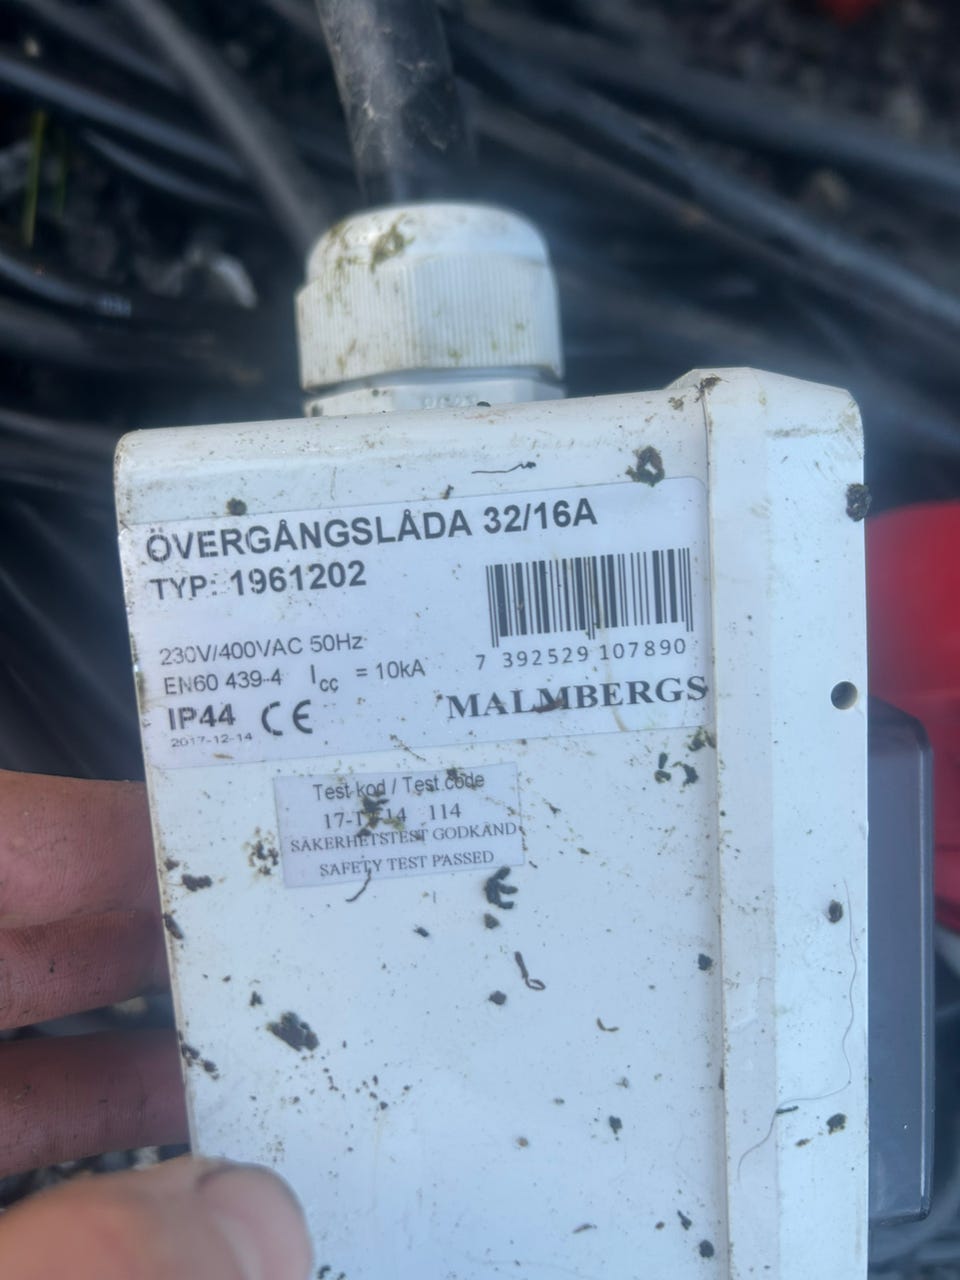 ÖVERGÅNGSLÅDA 32/16A
TYP: 1961202
7 392529 107890
230V/400VAC 50Hz
EN60 439-4 Icc = 10kA
IP44 CE
MALMBERGS
2017-12-14
Test kod / Test code
114
SÄKERHETSTEST GODKÄND
SAFETY TEST PASSED